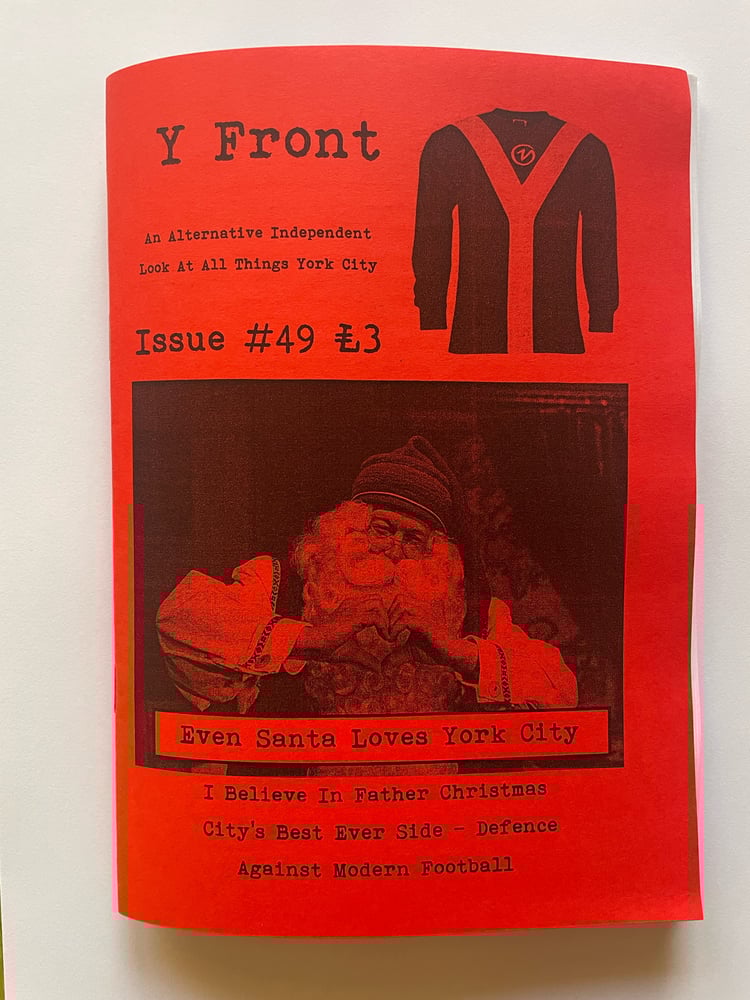 Y Front
An Alternative Independent
Look At All Things York City
Issue #49 £3
Even Santa Loves York City
I Believe In Father Christmas
City's Best Ever Side - Defence
Against Modern Football